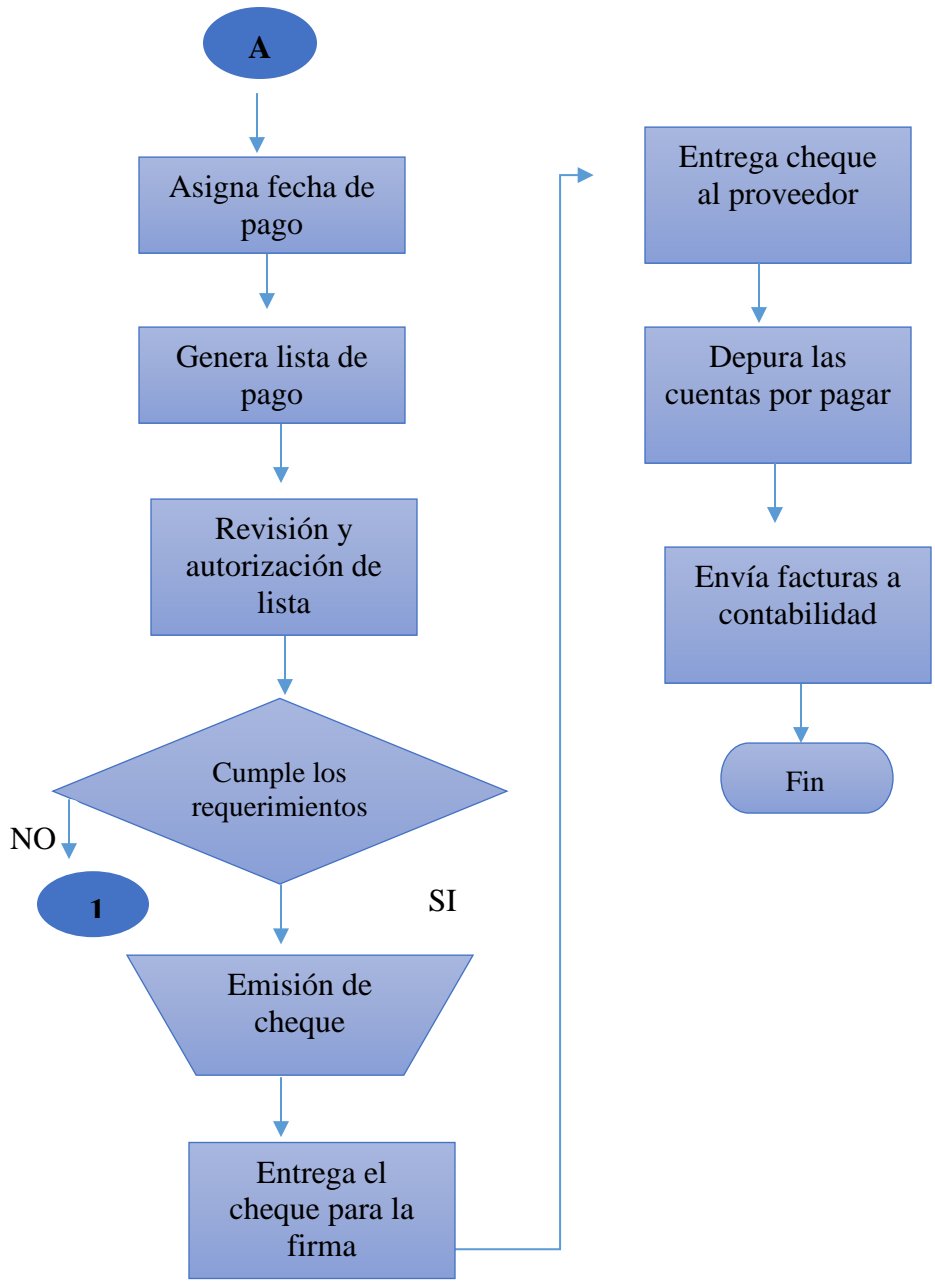 A
Asigna fecha de
pago
Genera lista de
pago
Revisión y
autorización de
lista
Cumple los
requerimientos
NO
1
SI
Emisión de
cheque
Entrega el
cheque para la
firma
Entrega cheque
al proveedor
Depura las
cuentas por pagar
Envía facturas a
contabilidad
Fin